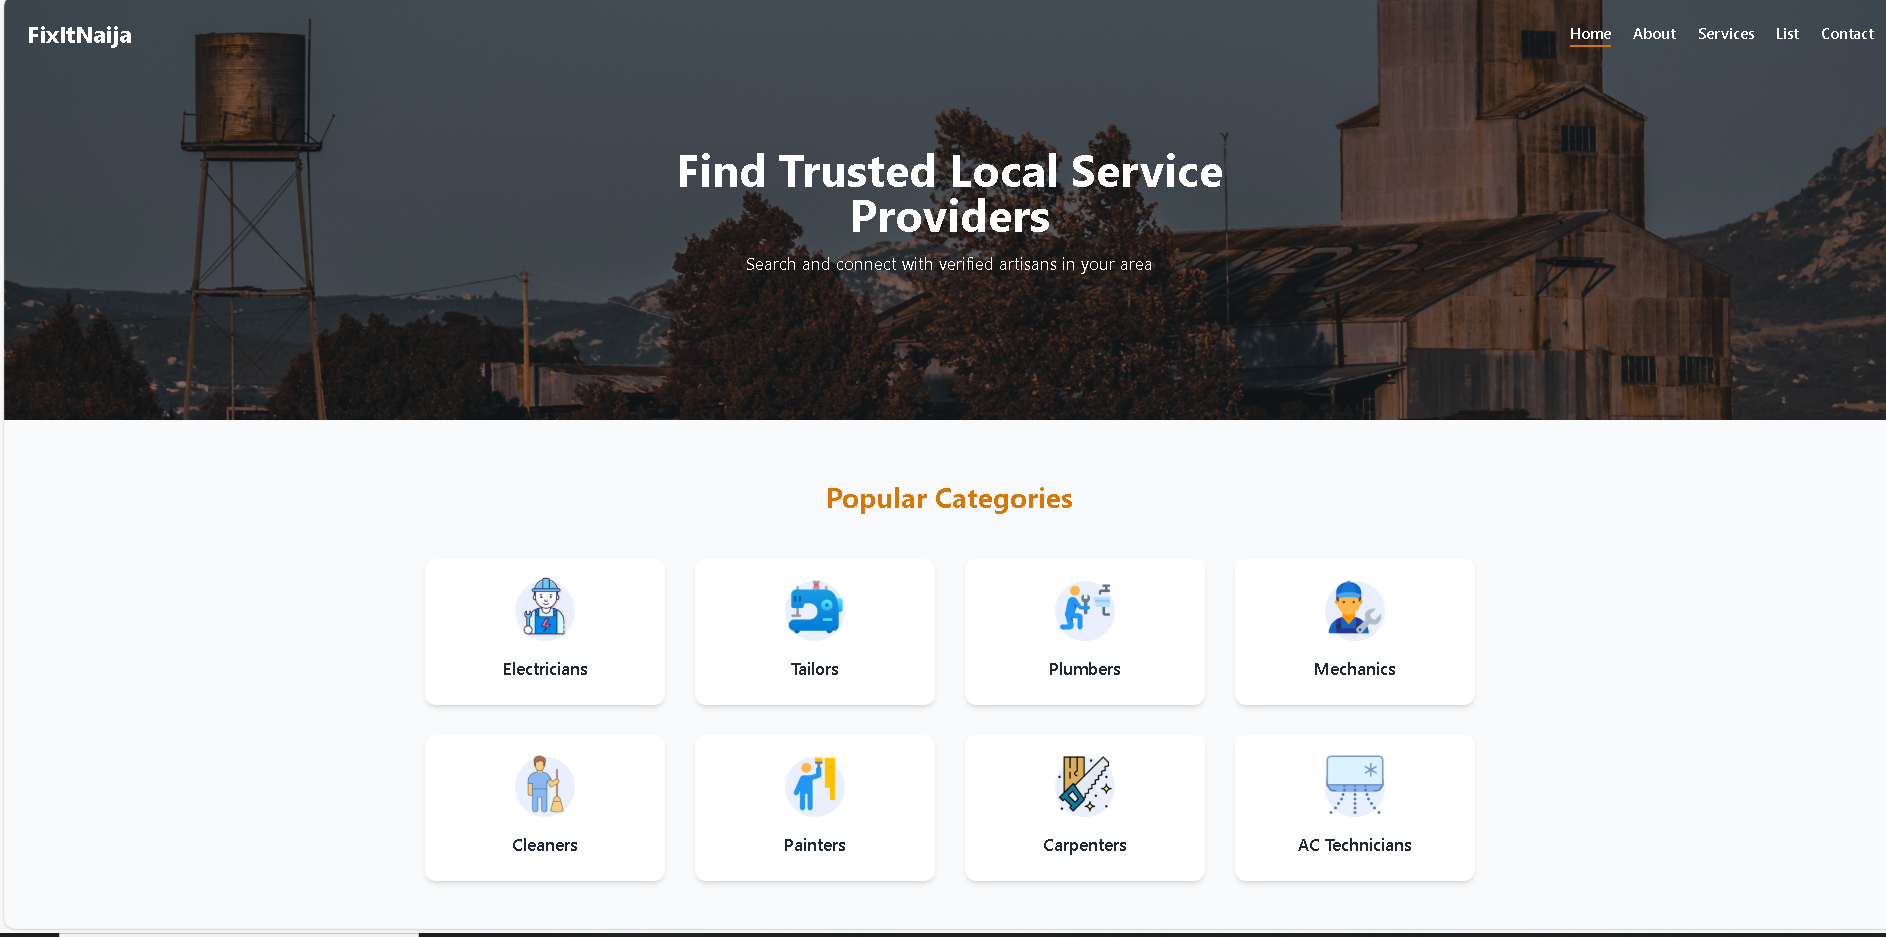 FixItNaija
Home About Services List Contact
Find Trusted Local Service
Providers
Search and connect with verified artisans in your area
Popular Categories
Electricians
Tailors
Plumbers
Mechanics
Cleaners
Painters
Carpenters
AC Technicians